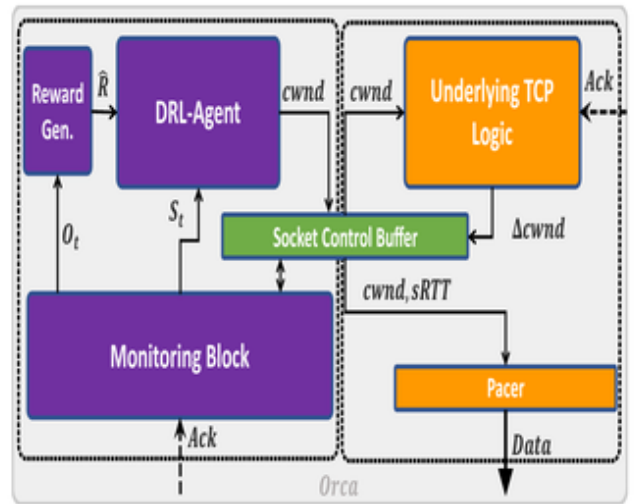 Reward
Gen.
R̂
DRL-Agent
cwnd
cwnd
Underlying TCP
Logic
Ack
S_t
O_t
Socket Control Buffer
Δcwnd
cwnd, sRTT
Monitoring Block
Pacer
Ack
Data
Orca